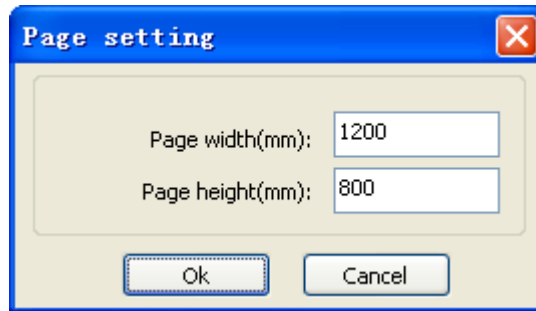 Page setting
Page width(mm): 1200
Page height(mm): 800
Ok Cancel